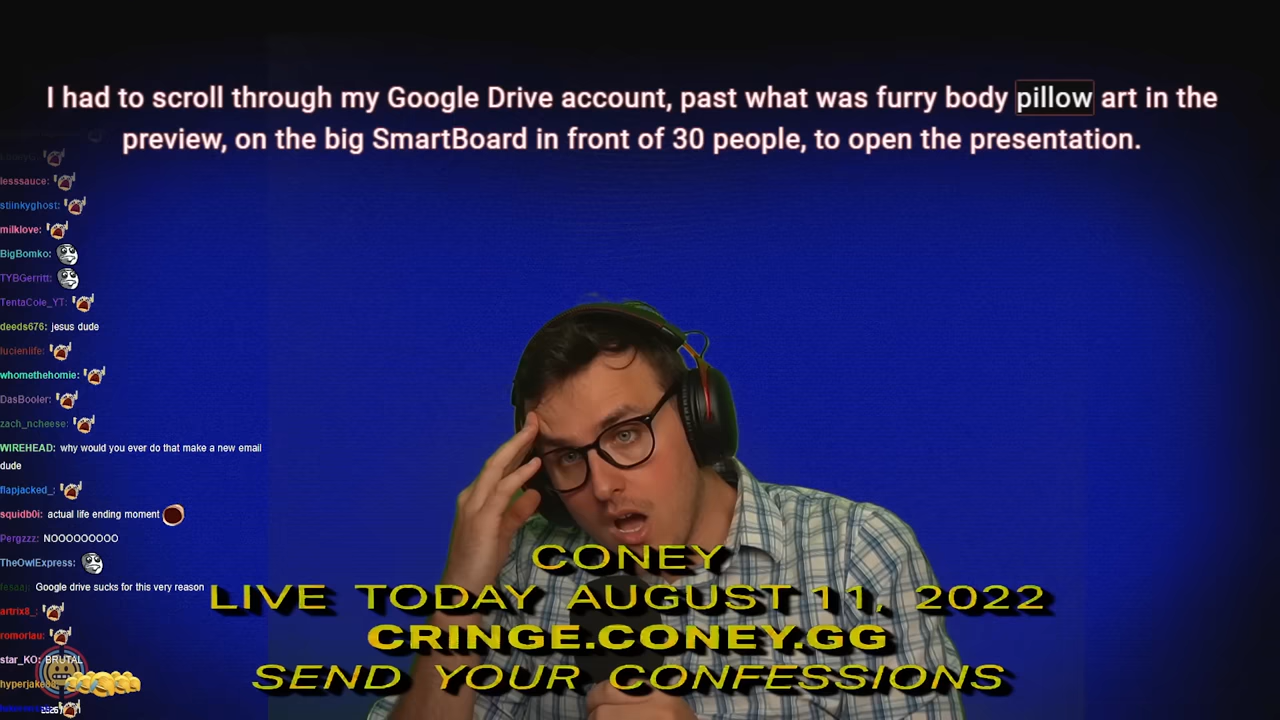 I had to scroll through my Google Drive account, past what was furry body pillow art in the
preview, on the big SmartBoard in front of 30 people, to open the presentation.
lesssauce:
stiinkyghost:
milklove:
BigBomko:
TYBGerritt:
TentaCole_YT:
deeds676: jesus dude
lucienlife:
whomethehomie:
DasBooler:
zach_ncheese:
WIREHEAD: why would you ever do that make a new email
dude
flapjacked_:
squidb0i: actual life ending moment
Pergzzz: NOOOOOOOOO
TheOwlExpress:
Google drive sucks for this very reason
artrix8_:
romorlau:
star_KO: BRUTAL
CONEY
LIVE TODAY AUGUST 11, 2022
CRINGE.CONEY.GG
SEND YOUR CONFESSIONS